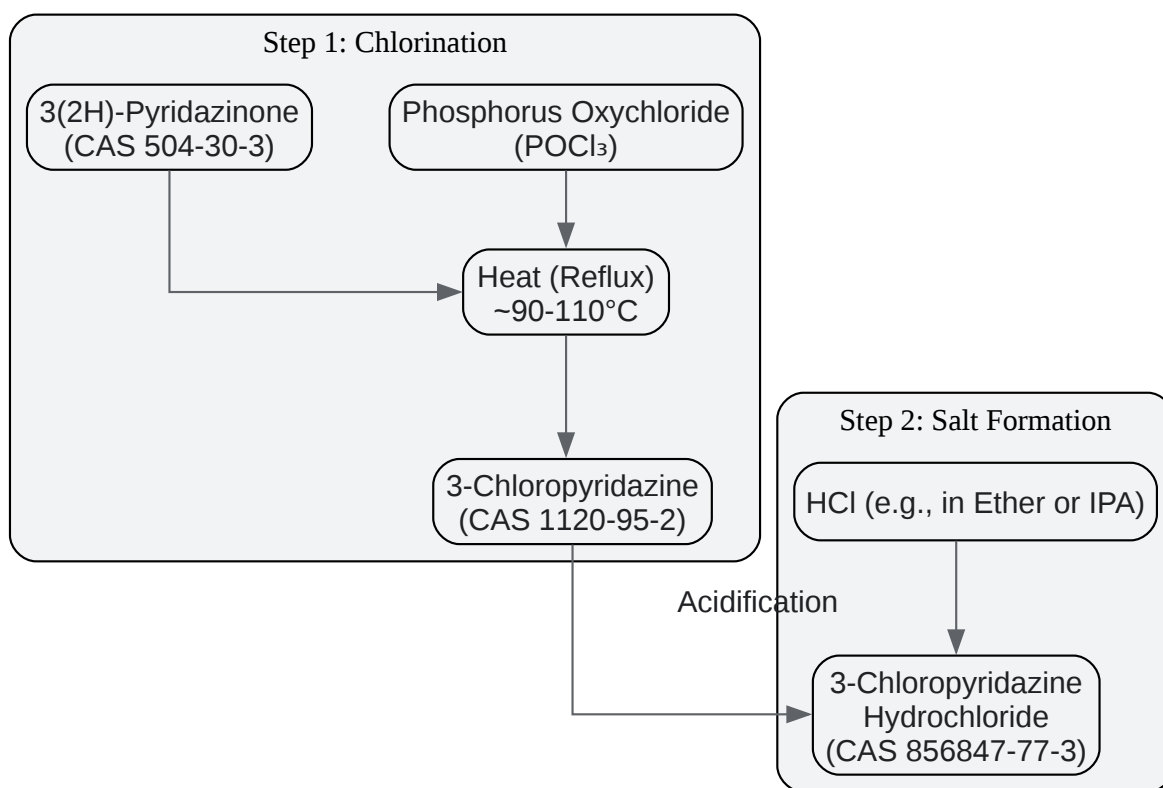 Step 1: Chlorination
3(2H)-Pyridazinone
(CAS 504-30-3)
Phosphorus Oxychloride
(POCl₃)
Heat (Reflux)
~90-110°C
3-Chloropyridazine
(CAS 1120-95-2)
Step 2: Salt Formation
HCl (e.g., in Ether or IPA)
Acidification
3-Chloropyridazine
Hydrochloride
(CAS 856847-77-3)